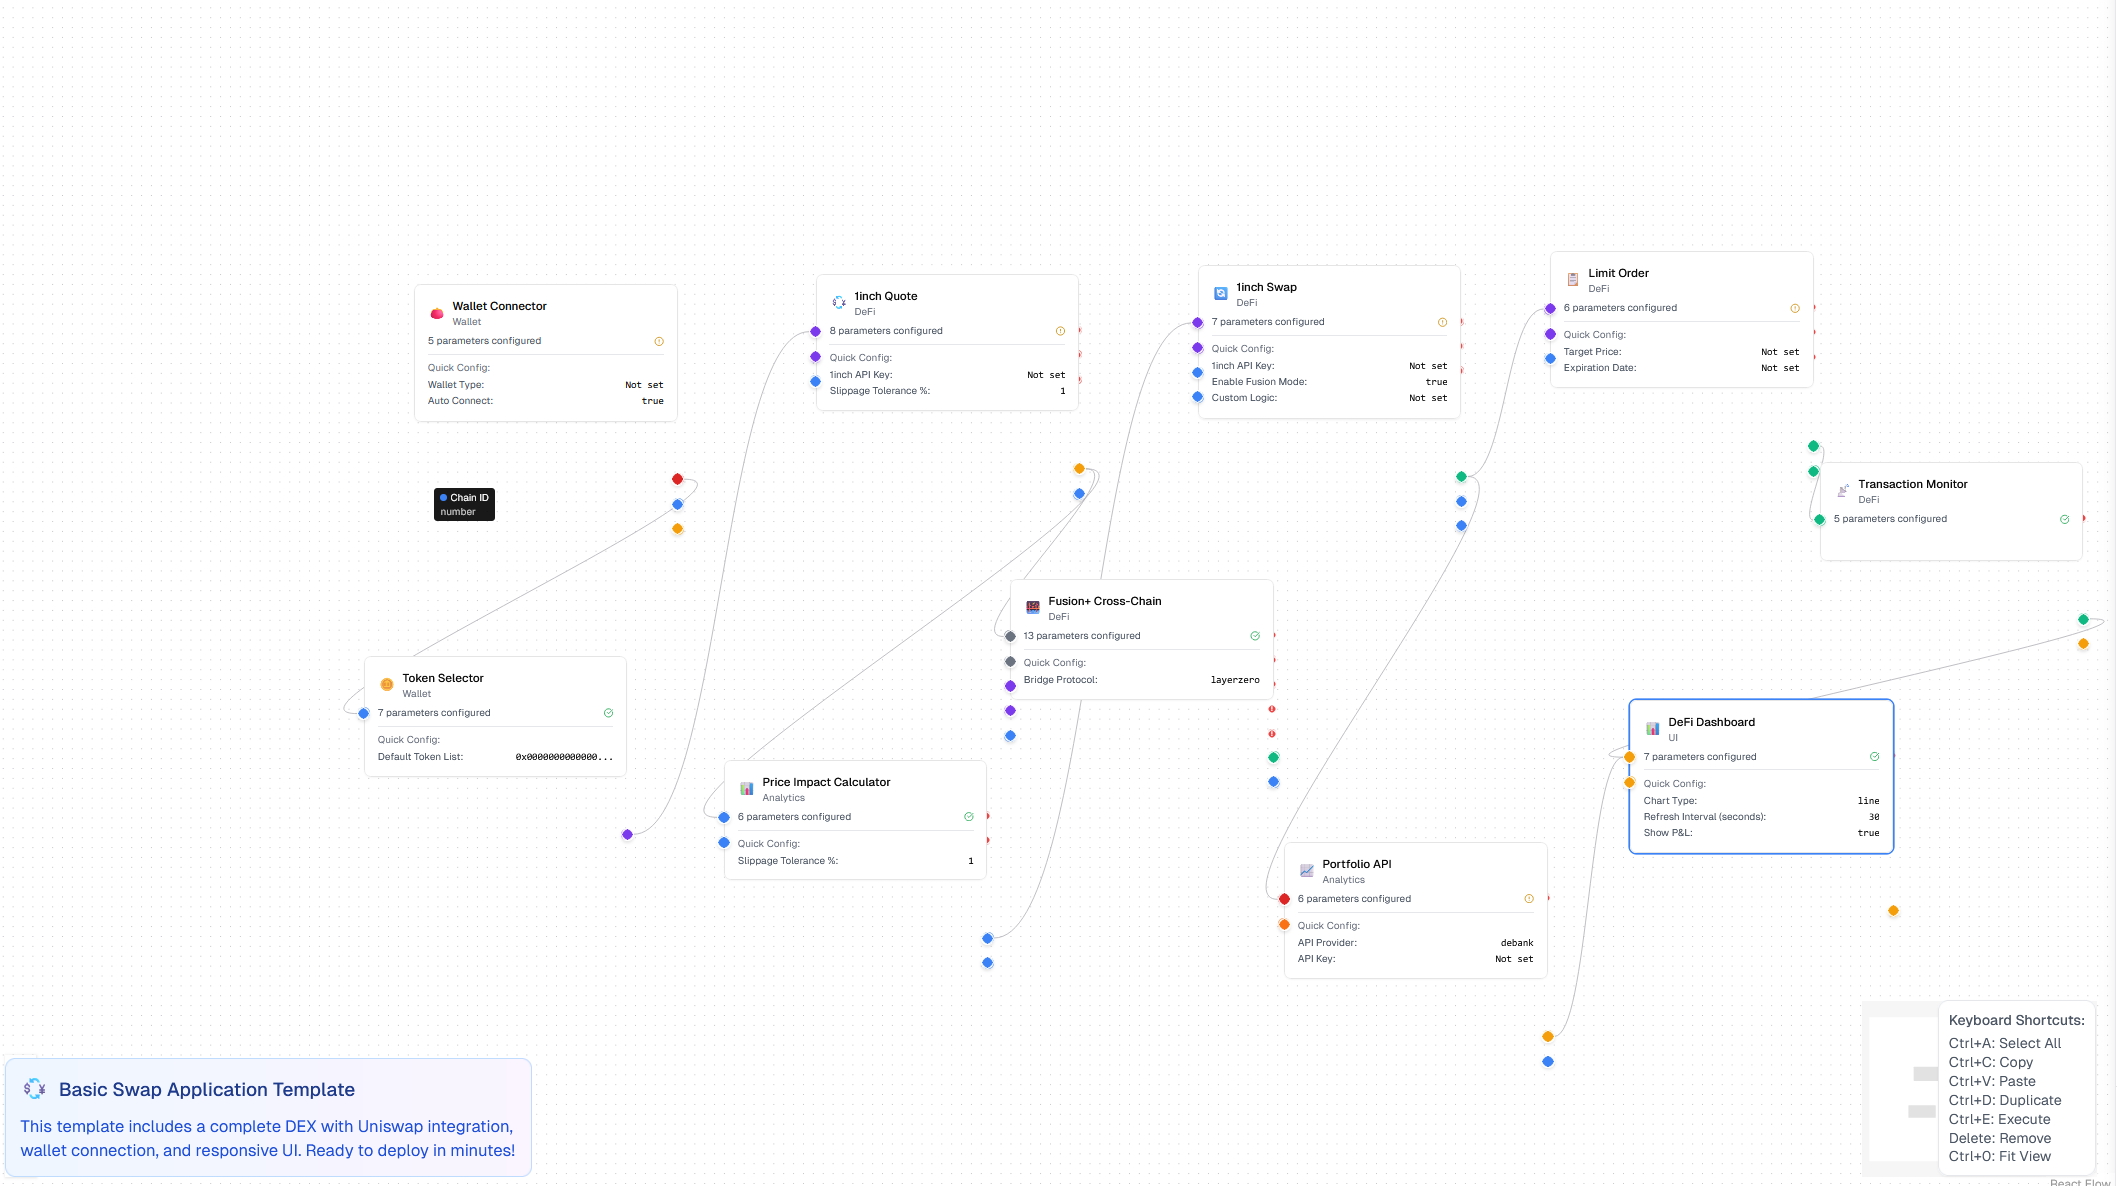 Wallet Connector
Wallet
5 parameters configured
Quick Config:
Wallet Type: Not set
Auto Connect: true
1inch Quote
DeFi
8 parameters configured
Quick Config:
1inch API Key: Not set
Slippage Tolerance %: 1
1inch Swap
DeFi
7 parameters configured
Quick Config:
1inch API Key: Not set
Enable Fusion Mode: true
Custom Logic: Not set
Limit Order
DeFi
6 parameters configured
Quick Config:
Target Price: Not set
Expiration Date: Not set
Chain ID
number
Transaction Monitor
DeFi
5 parameters configured
Fusion+ Cross-Chain
DeFi
13 parameters configured
Quick Config:
Bridge Protocol: layerzero
Token Selector
Wallet
7 parameters configured
Quick Config:
Default Token List: 0x0000000000000...
Price Impact Calculator
Analytics
6 parameters configured
Quick Config:
Slippage Tolerance %: 1
DeFi Dashboard
UI
7 parameters configured
Quick Config:
Chart Type: line
Refresh Interval (seconds): 30
Show P&L: true
Portfolio API
Analytics
6 parameters configured
Quick Config:
API Provider: debank
API Key: Not set
Basic Swap Application Template
This template includes a complete DEX with Uniswap integration,
wallet connection, and responsive UI. Ready to deploy in minutes!
Keyboard Shortcuts:
Ctrl+A: Select All
Ctrl+C: Copy
Ctrl+V: Paste
Ctrl+D: Duplicate
Ctrl+E: Execute
Delete: Remove
Ctrl+0: Fit View
React Flow